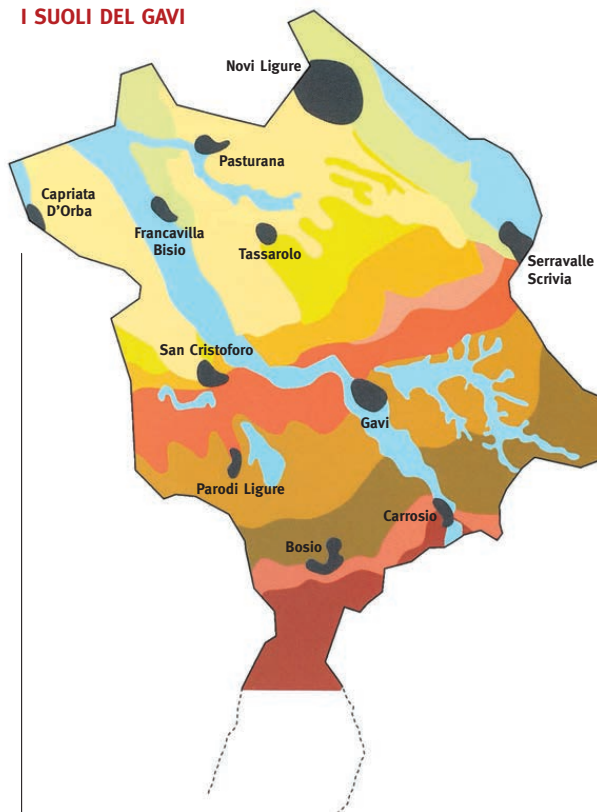 I SUOLI DEL GAVI
Novi Ligure
Pasturana
Capriata
D'Orba
Francavilla
Bisio
Tassarolo
Serravalle
Scrivia
San Cristoforo
Gavi
Parodi Ligure
Carrosio
Bosio